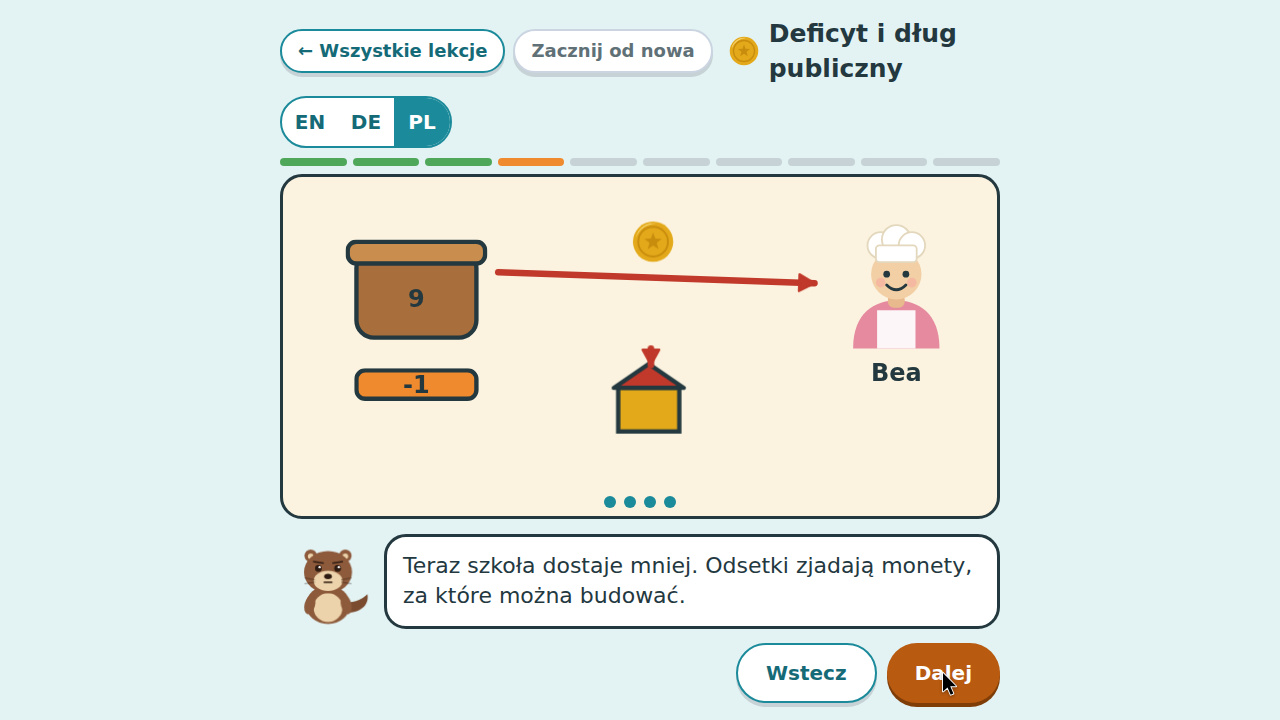 ← Wszystkie lekcje
Zacznij od nowa
Deficyt i dług
publiczny
EN DE PL
9
-1
Bea
Teraz szkoła dostaje mniej. Odsetki zjadają monety,
za które można budować.
Wstecz
Dalej